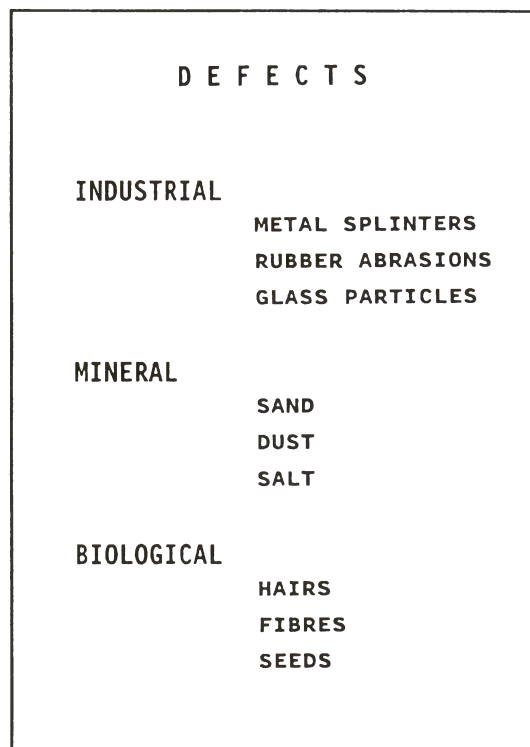 DEFECTS
INDUSTRIAL
METAL SPLINTERS
RUBBER ABRASIONS
GLASS PARTICLES
MINERAL
SAND
DUST
SALT
BIOLOGICAL
HAIRS
FIBRES
SEEDS